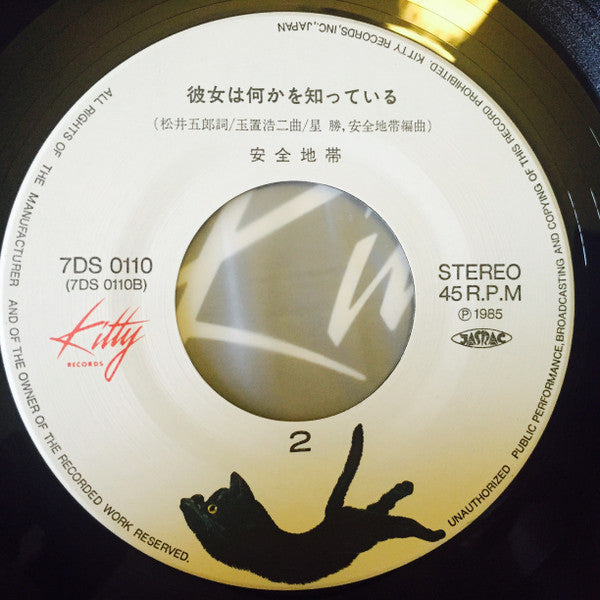 ALL RIGHTS OF THE MANUFACTURER AND OF THE OWNER OF THE RECORDED WORK RESERVED.
UNAUTHORIZED PUBLIC PERFORMANCE, BROADCASTING AND COPYING OF THIS RECORD PROHIBITED. KITTY RECORDS, INC., JAPAN
彼女は何かを知っている
(松井五郎詞/玉置浩二曲/星 勝,安全地帯編曲)
安全地帯
7DS 0110
(7DS 0110B)
Kitty
RECORDS
STEREO
45 R.P.M
Ⓟ 1985
JASRAC
2